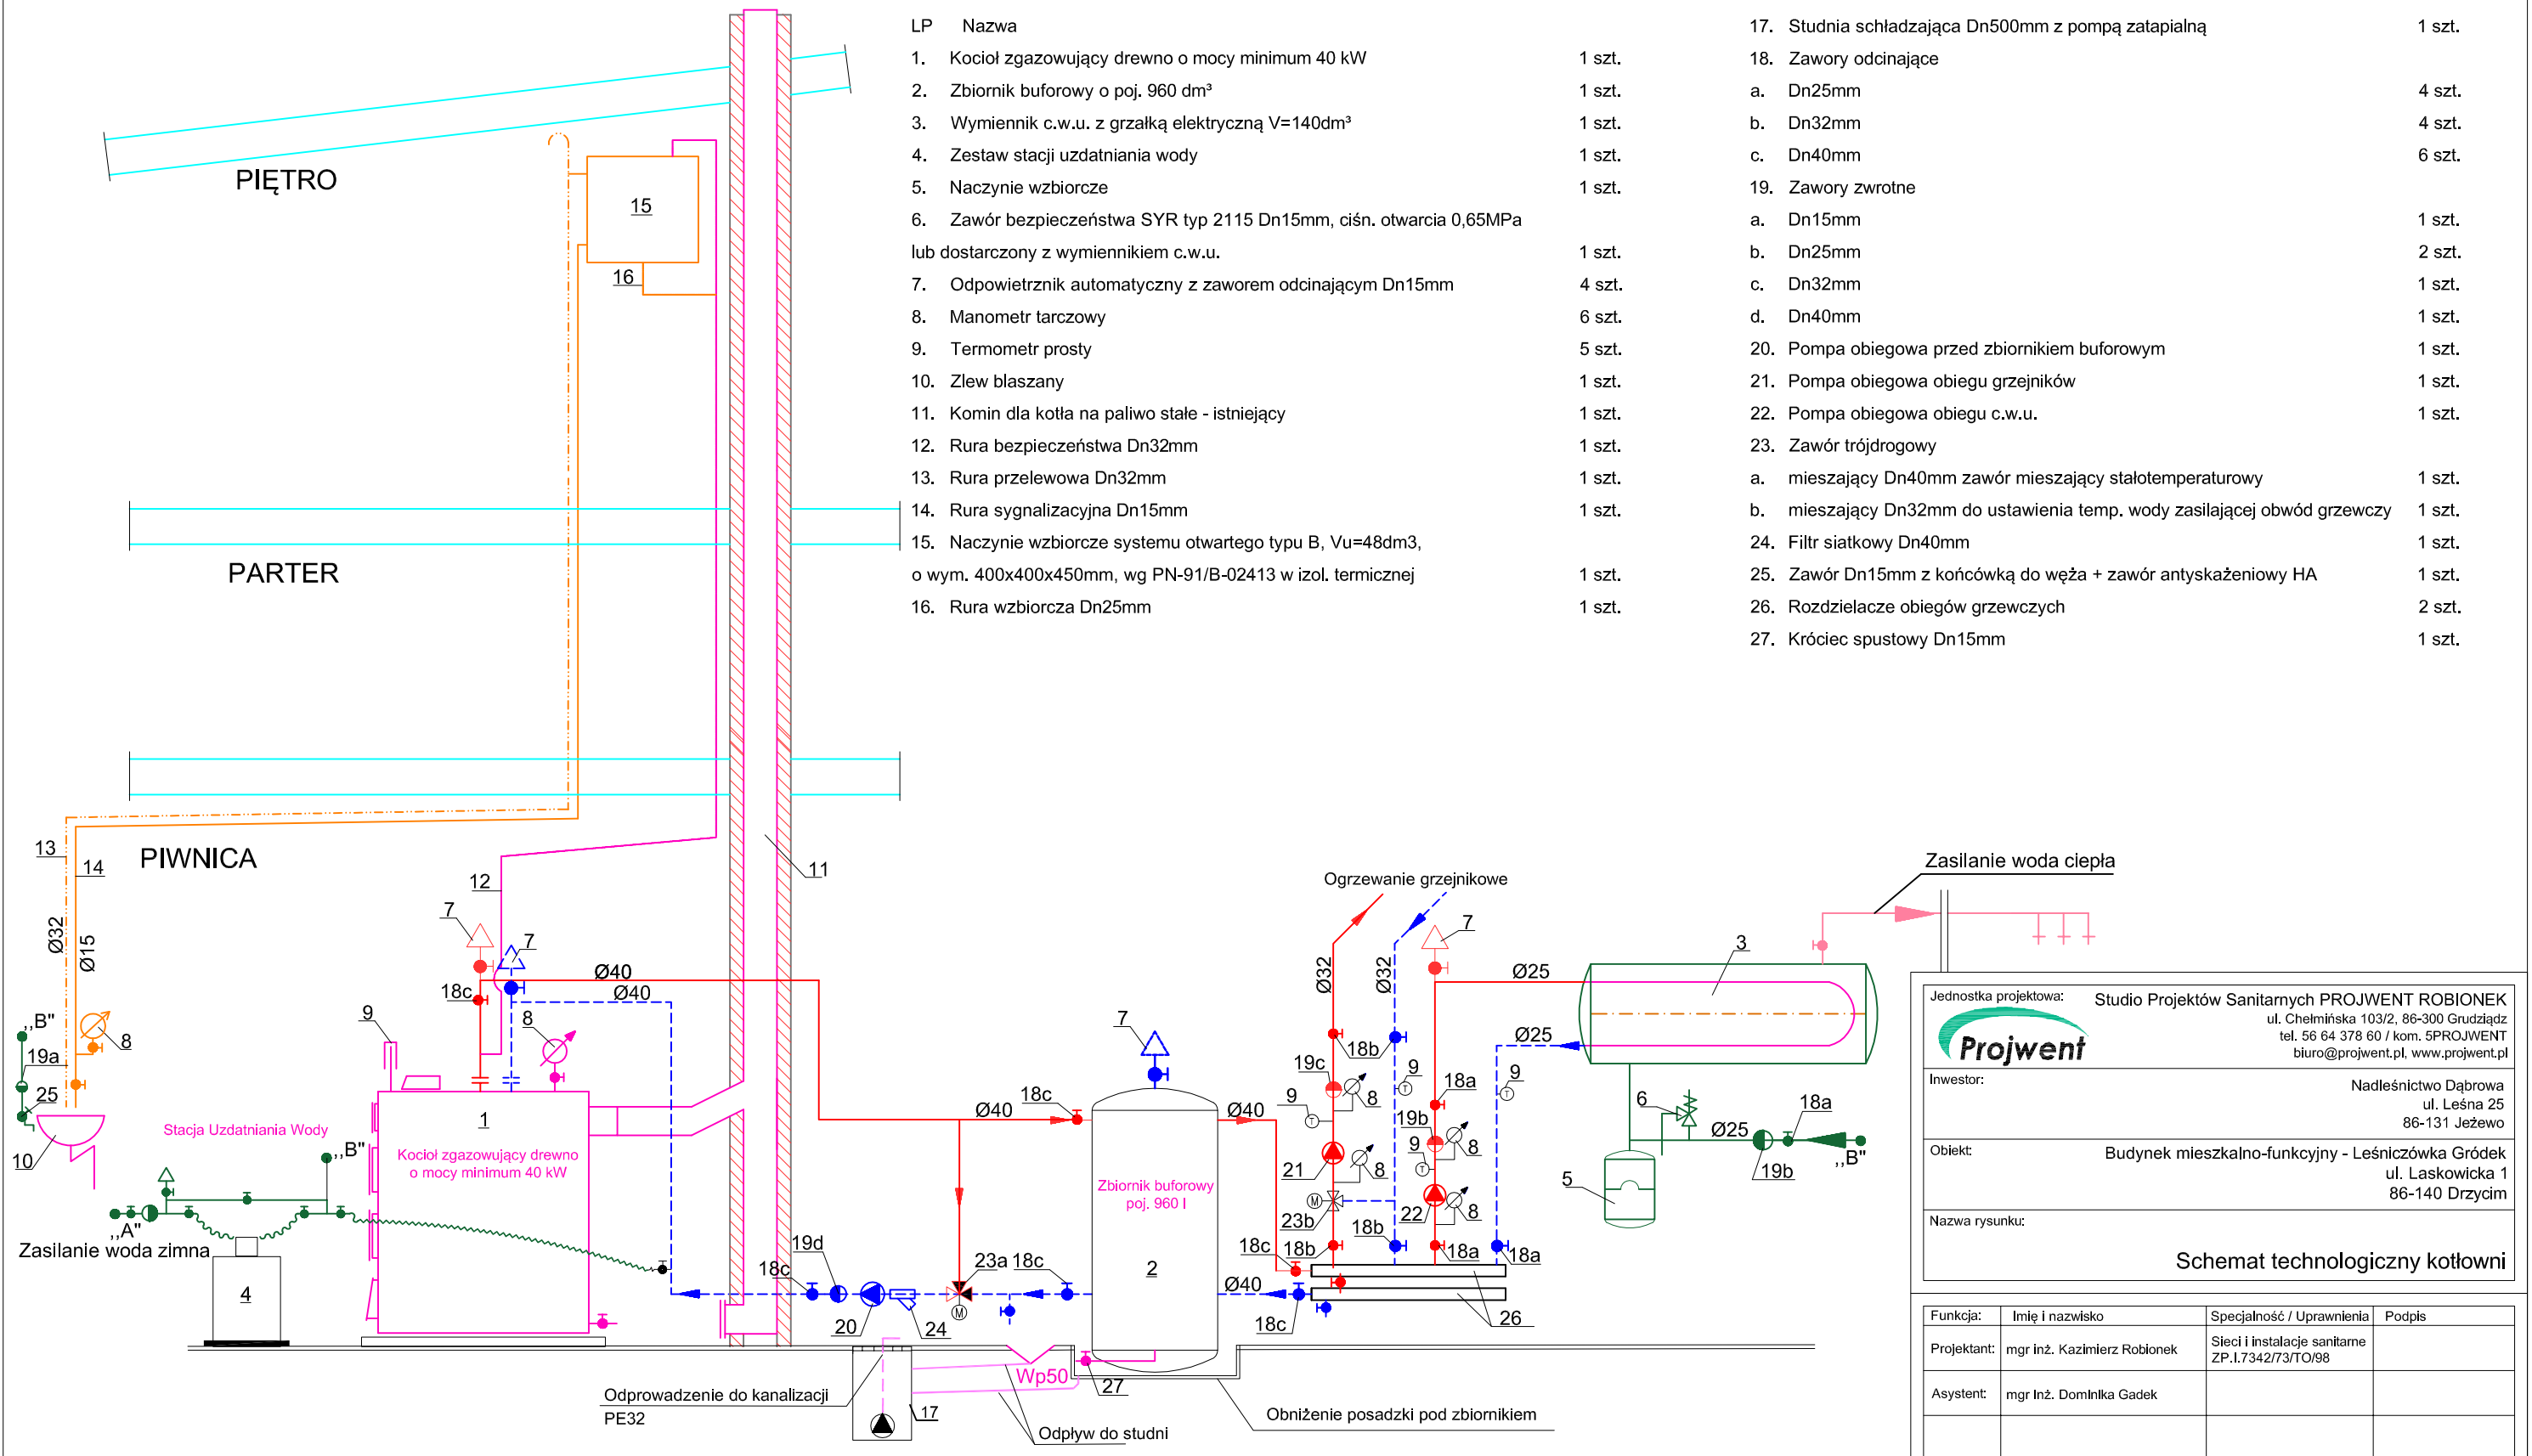 LP Nazwa
1. Kocioł zgazowujący drewno o mocy minimum 40 kW 1 szt.
2. Zbiornik buforowy o poj. 960 dm³ 1 szt.
3. Wymiennik c.w.u. z grzałką elektryczną V=140dm³ 1 szt.
4. Zestaw stacji uzdatniania wody 1 szt.
5. Naczynie wzbiorcze 1 szt.
6. Zawór bezpieczeństwa SYR typ 2115 Dn15mm, ciśn. otwarcia 0,65MPa
lub dostarczony z wymiennikiem c.w.u. 1 szt.
7. Odpowietrznik automatyczny z zaworem odcinającym Dn15mm 4 szt.
8. Manometr tarczowy 6 szt.
9. Termometr prosty 5 szt.
10. Zlew blaszany 1 szt.
11. Komin dla kotła na paliwo stałe - istniejący 1 szt.
12. Rura bezpieczeństwa Dn32mm 1 szt.
13. Rura przelewowa Dn32mm 1 szt.
14. Rura sygnalizacyjna Dn15mm 1 szt.
15. Naczynie wzbiorcze systemu otwartego typu B, Vu=48dm3,
o wym. 400x400x450mm, wg PN-91/B-02413 w izol. termicznej 1 szt.
16. Rura wzbiorcza Dn25mm 1 szt.
17. Studnia schładzająca Dn500mm z pompą zatapialną 1 szt.
18. Zawory odcinające
a. Dn25mm 4 szt.
b. Dn32mm 4 szt.
c. Dn40mm 6 szt.
19. Zawory zwrotne
a. Dn15mm 1 szt.
b. Dn25mm 2 szt.
c. Dn32mm 1 szt.
d. Dn40mm 1 szt.
20. Pompa obiegowa przed zbiornikiem buforowym 1 szt.
21. Pompa obiegowa obiegu grzejników 1 szt.
22. Pompa obiegowa obiegu c.w.u. 1 szt.
23. Zawór trójdrogowy
a. mieszający Dn40mm zawór mieszający stałotemperaturowy 1 szt.
b. mieszający Dn32mm do ustawienia temp. wody zasilającej obwód grzewczy 1 szt.
24. Filtr siatkowy Dn40mm 1 szt.
25. Zawór Dn15mm z końcówką do węża + zawór antyskażeniowy HA 1 szt.
26. Rozdzielacze obiegów grzewczych 2 szt.
27. Króciec spustowy Dn15mm 1 szt.
PIĘTRO
15
16
PARTER
PIWNICA
13
14
Ø32
Ø15
12
11
7
7
Ø40
Ø40
18c
9
8
,,B"
8
19a
25
10
Stacja Uzdatniania Wody
,,B"
1
Kocioł zgazowujący drewno
o mocy minimum 40 kW
,,A"
Zasilanie woda zimna
4
19d
18c
23a
18c
20
24
Odprowadzenie do kanalizacji
PE32
17
Wp50
27
Odpływ do studni
Obniżenie posadzki pod zbiornikiem
7
18c
Ø40
Ø40
Zbiornik buforowy
poj. 960 l
2
Ogrzewanie grzejnikowe
7
Ø32
Ø32
Ø25
Ø25
18b
19c
9
9
8
18a
9
19b
9
8
21
8
M
T
T
T
T
23b
22
8
18b
18c
18b
18a
18a
Ø40
18c
26
M
3
Zasilanie woda ciepła
6
18a
Ø25
19b
,,B"
5
Jednostka projektowa:
Studio Projektów Sanitarnych PROJWENT ROBIONEK
ul. Chełmińska 103/2, 86-300 Grudziądz
tel. 56 64 378 60 / kom. 5PROJWENT
biuro@projwent.pl, www.projwent.pl
Projwent
Inwestor:
Nadleśnictwo Dąbrowa
ul. Leśna 25
86-131 Jeżewo
Obiekt:
Budynek mieszkalno-funkcyjny - Leśniczówka Gródek
ul. Laskowicka 1
86-140 Drzycim
Nazwa rysunku:
Schemat technologiczny kotłowni
Funkcja: Imię i nazwisko Specjalność / Uprawnienia Podpis
Projektant: mgr inż. Kazimierz Robionek Sieci i instalacje sanitarne
ZP.I.7342/73/TO/98
Asystent: mgr inż. Dominika Gadek